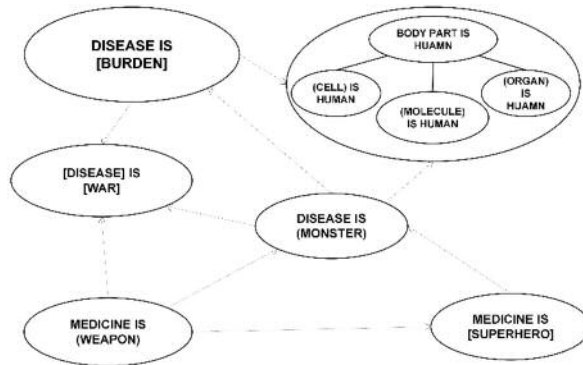 DISEASE IS
[BURDEN]
BODY PART IS
HUAMN
(CELL) IS
HUMAN
(MOLECULE)
IS HUMAN
(ORGAN)
IS
HUAMN
[DISEASE] IS
[WAR]
DISEASE IS
(MONSTER)
MEDICINE IS
(WEAPON)
MEDICINE IS
[SUPERHERO]